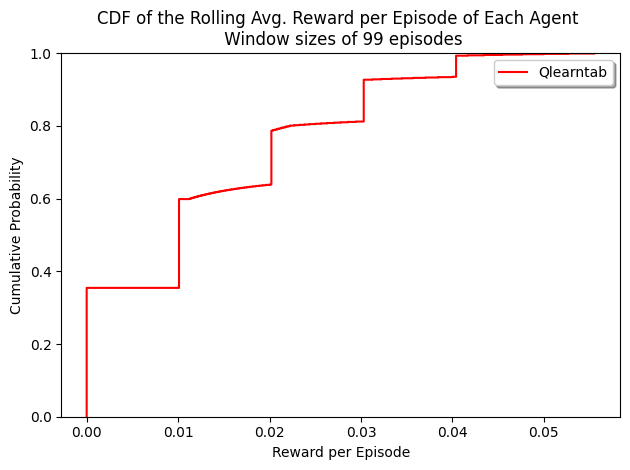 CDF of the Rolling Avg. Reward per Episode of Each Agent
Window sizes of 99 episodes
Qlearntab
Cumulative Probability
1.0
0.8
0.6
0.4
0.2
0.0
0.00 0.01 0.02 0.03 0.04 0.05
Reward per Episode